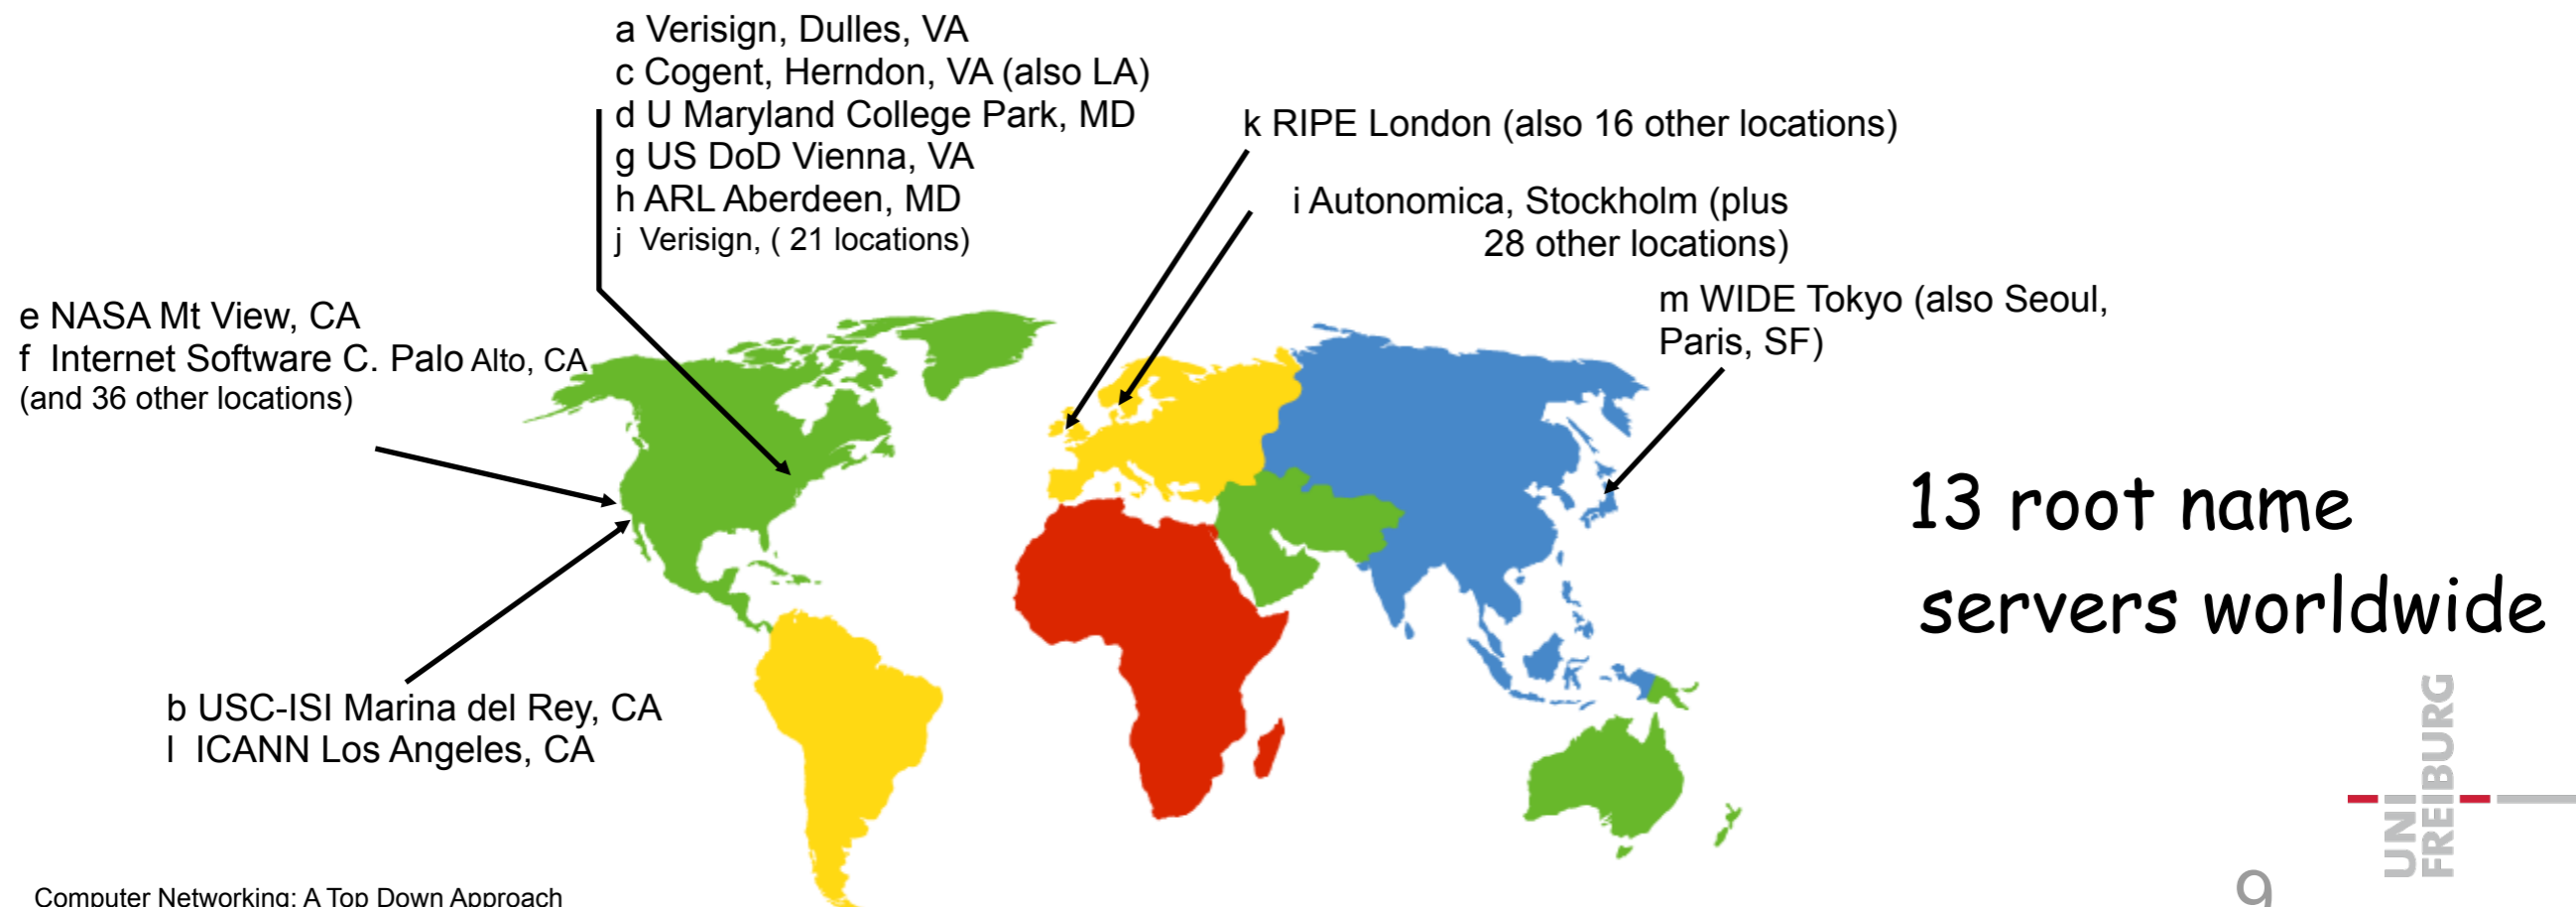 a Verisign, Dulles, VA
c Cogent, Herndon, VA (also LA)
d U Maryland College Park, MD
g US DoD Vienna, VA
h ARL Aberdeen, MD
j Verisign, ( 21 locations)
k RIPE London (also 16 other locations)
i Autonomica, Stockholm (plus
28 other locations)
m WIDE Tokyo (also Seoul,
Paris, SF)
e NASA Mt View, CA
f Internet Software C. Palo Alto, CA
(and 36 other locations)
b USC-ISI Marina del Rey, CA
l ICANN Los Angeles, CA
13 root name
servers worldwide
UNI
FREIBURG
Computer Networking: A Top Down Approach
9